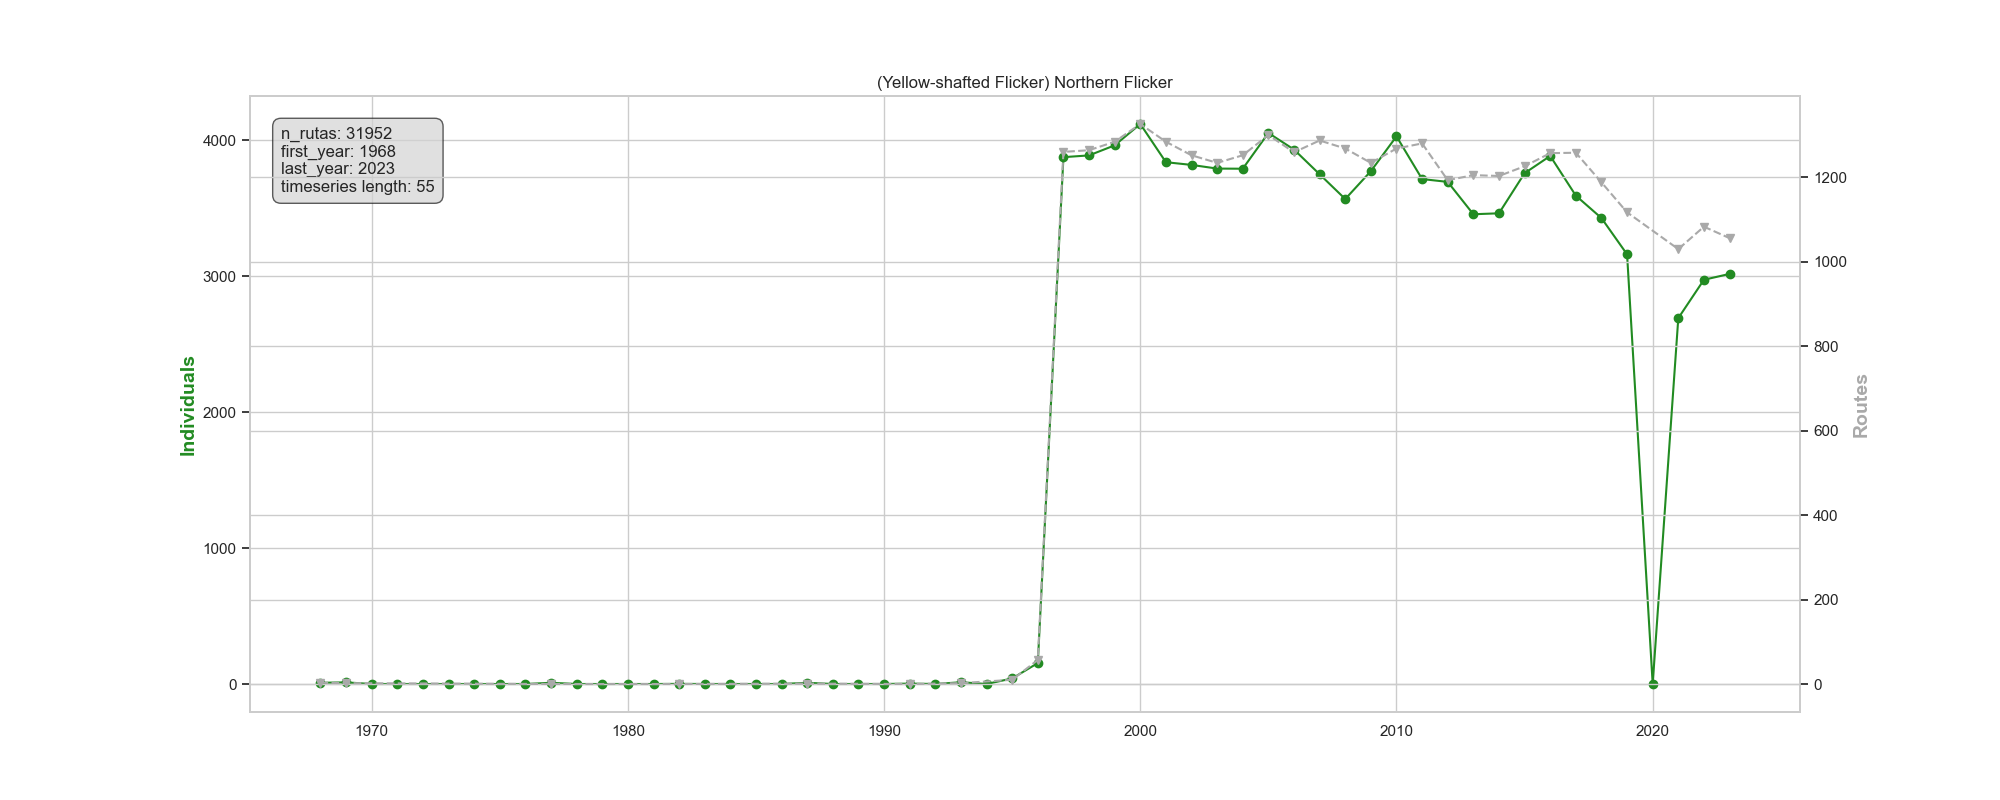 (Yellow-shafted Flicker) Northern Flicker
n_rutas: 31952
first_year: 1968
last_year: 2023
timeseries length: 55
4000
3000
2000
1000
0
Individuals
1200
1000
800
600
400
200
0
Routes
1970
1980
1990
2000
2010
2020